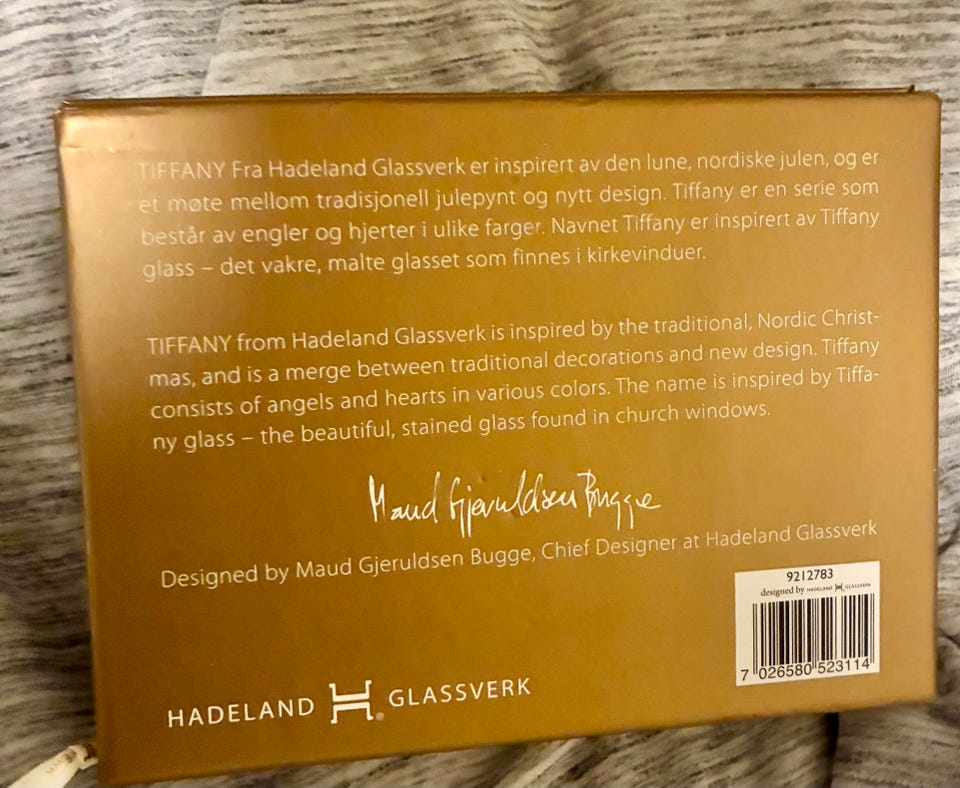 TIFFANY Fra Hadeland Glassverk er inspirert av den lune, nordiske julen, og er
et møte mellom tradisjonell julepynt og nytt design. Tiffany er en serie som
består av engler og hjerter i ulike farger. Navnet Tiffany er inspirert av Tiffany
glass – det vakre, malte glasset som finnes i kirkevinduer.
TIFFANY from Hadeland Glassverk is inspired by the traditional, Nordic Christ-
mas, and is a merge between traditional decorations and new design. Tiffany
consists of angels and hearts in various colors. The name is inspired by Tiffa-
ny glass – the beautiful, stained glass found in church windows.
Maud Gjeruldsen Bugge
Designed by Maud Gjeruldsen Bugge, Chief Designer at Hadeland Glassverk
9212783
designed by HADELAND GLASSVERK
7 026580 523114
HADELAND H® GLASSVERK